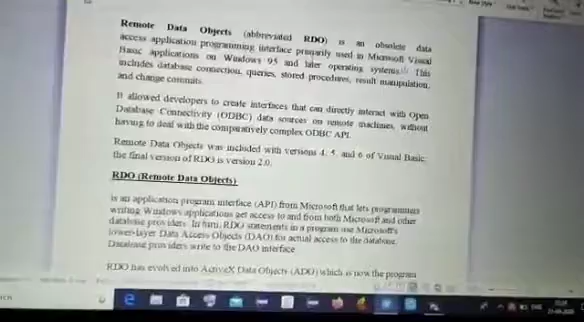 Remote Data Objects (abbreviated RDO) is an obsolete data
access application programming interface primarily used in Microsoft Visual
Basic applications on Windows 95 and later operating systems. This
includes database connection, queries, stored procedures, result manipulation,
and change commits.
It allowed developers to create interfaces that can directly interact with Open
Database Connectivity (ODBC) data sources on remote machines, without
having to deal with the comparatively complex ODBC API.
Remote Data Objects was included with versions 4, 5, and 6 of Visual Basic;
the final version of RDO is version 2.0.
RDO (Remote Data Objects)
is an application program interface (API) from Microsoft that lets programmers
writing Windows applications get access to and from both Microsoft and other
database providers. In turn, RDO statements in a program use Microsoft's
lower-layer Data Access Objects (DAO) for actual access to the database.
Database providers write to the DAO interface.
RDO has evolved into ActiveX Data Objects (ADO) which is now the program